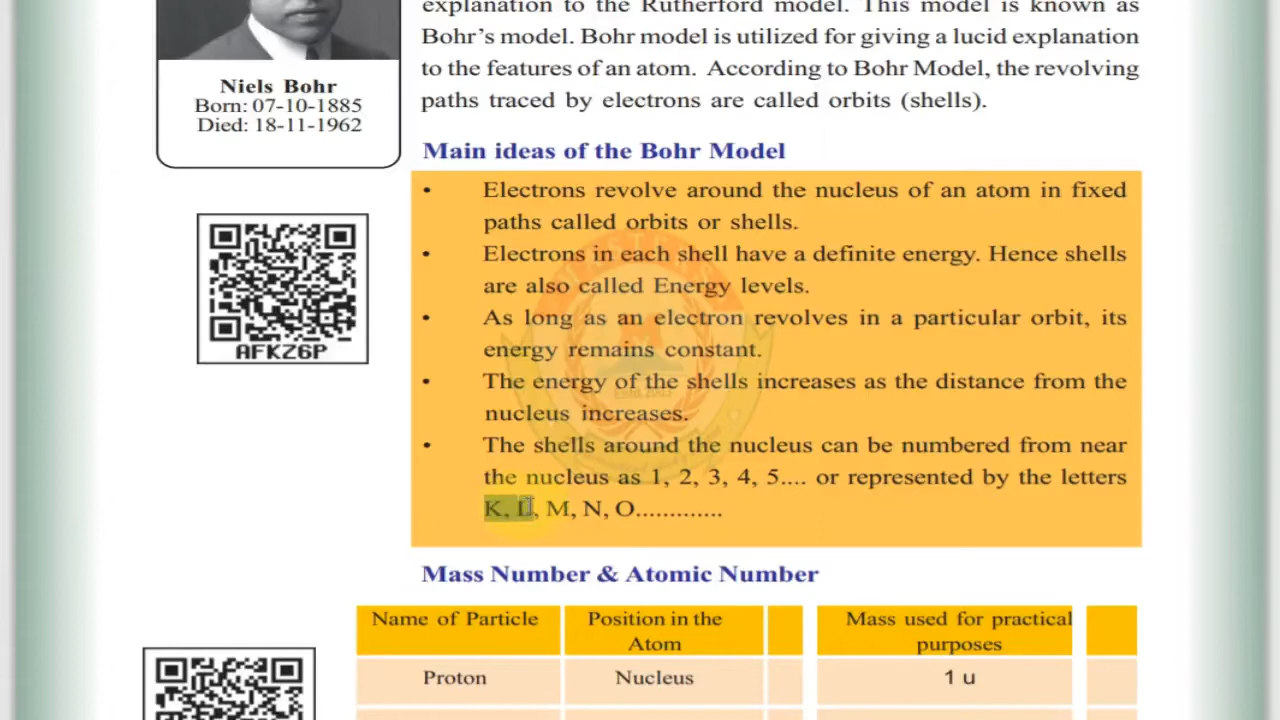 explanation to the Rutherford model. This model is known as
Bohr's model. Bohr model is utilized for giving a lucid explanation
to the features of an atom. According to Bohr Model, the revolving
paths traced by electrons are called orbits (shells).
Niels Bohr
Born: 07-10-1885
Died: 18-11-1962
Main ideas of the Bohr Model
• Electrons revolve around the nucleus of an atom in fixed
paths called orbits or shells.
• Electrons in each shell have a definite energy. Hence shells
are also called Energy levels.
• As long as an electron revolves in a particular orbit, its
energy remains constant.
• The energy of the shells increases as the distance from the
nucleus increases.
• The shells around the nucleus can be numbered from near
the nucleus as 1, 2, 3, 4, 5.... or represented by the letters
K, L, M, N, O.............
AFKZ6P
Mass Number & Atomic Number
Name of Particle
Position in the
Atom
Mass used for practical
purposes
Proton
Nucleus
1 u